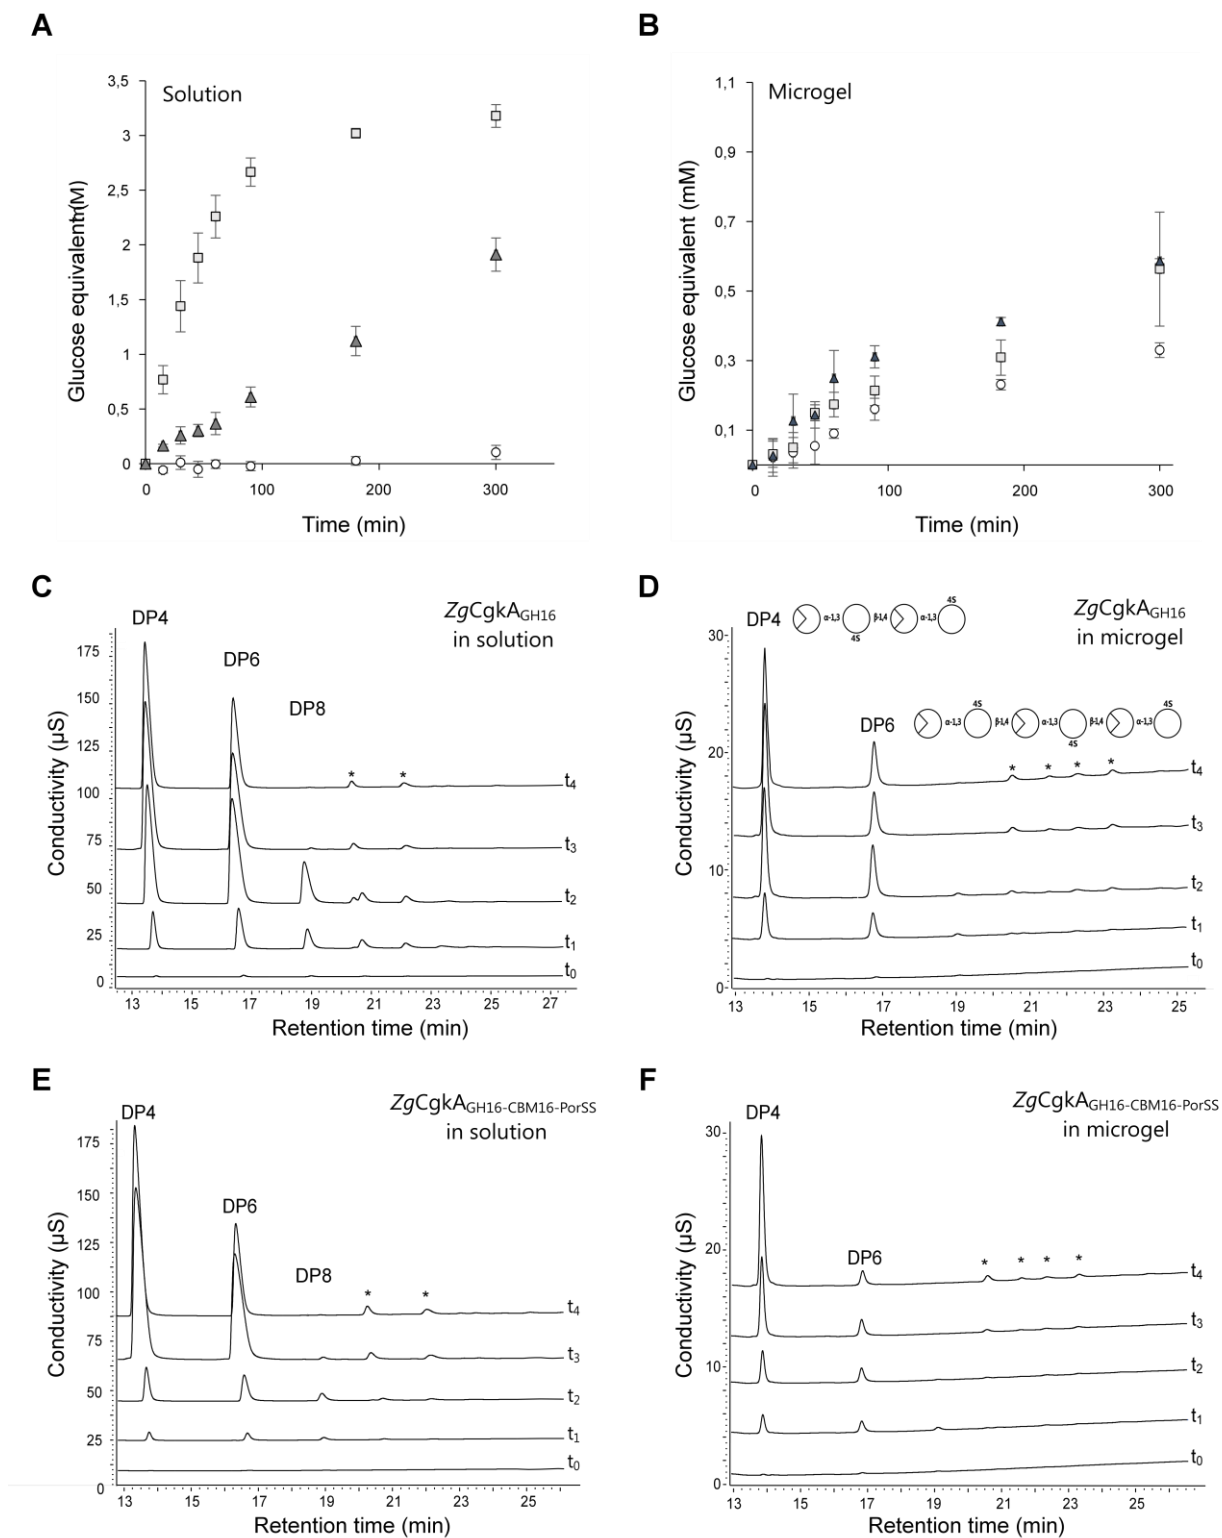 A
Solution
3,5
3
2,5
2
1,5
1
0,5
0
0 100 200 300
Time (min)
B
Microgel
1,1
0,9
0,7
0,5
0,3
0,1
Glucose equivalent (mM)
0 100 200 300
Time (min)
C
ZgCgkAGH16
in solution
DP4
DP6
DP8
* *
175
150
125
100
75
50
25
0
Conductivity (µS)
t4
t3
t2
t1
t0
13 15 17 19 21 23 25 27
Retention time (min)
D
ZgCgkAGH16
in microgel
DP4
α-1,3 β-1,4 α-1,3
4S
4S
DP6
α-1,3 β-1,4 α-1,3 β-1,4 α-1,3
4S
4S
4S
* * * *
30
20
10
0
Conductivity (µS)
t4
t3
t2
t1
t0
13 15 17 19 21 23 25
Retention time (min)
E
ZgCgkAGH16-CBM16-PorSS
in solution
DP4
DP6
DP8
* *
175
150
125
100
75
50
25
0
Conductivity (µS)
t4
t3
t2
t1
t0
13 15 17 19 21 23 25
Retention time (min)
F
ZgCgkAGH16-CBM16-PorSS
in microgel
DP4
DP6
* * * *
30
20
10
0
Conductivity (µS)
t4
t3
t2
t1
t0
13 15 17 19 21 23 25
Retention time (min)